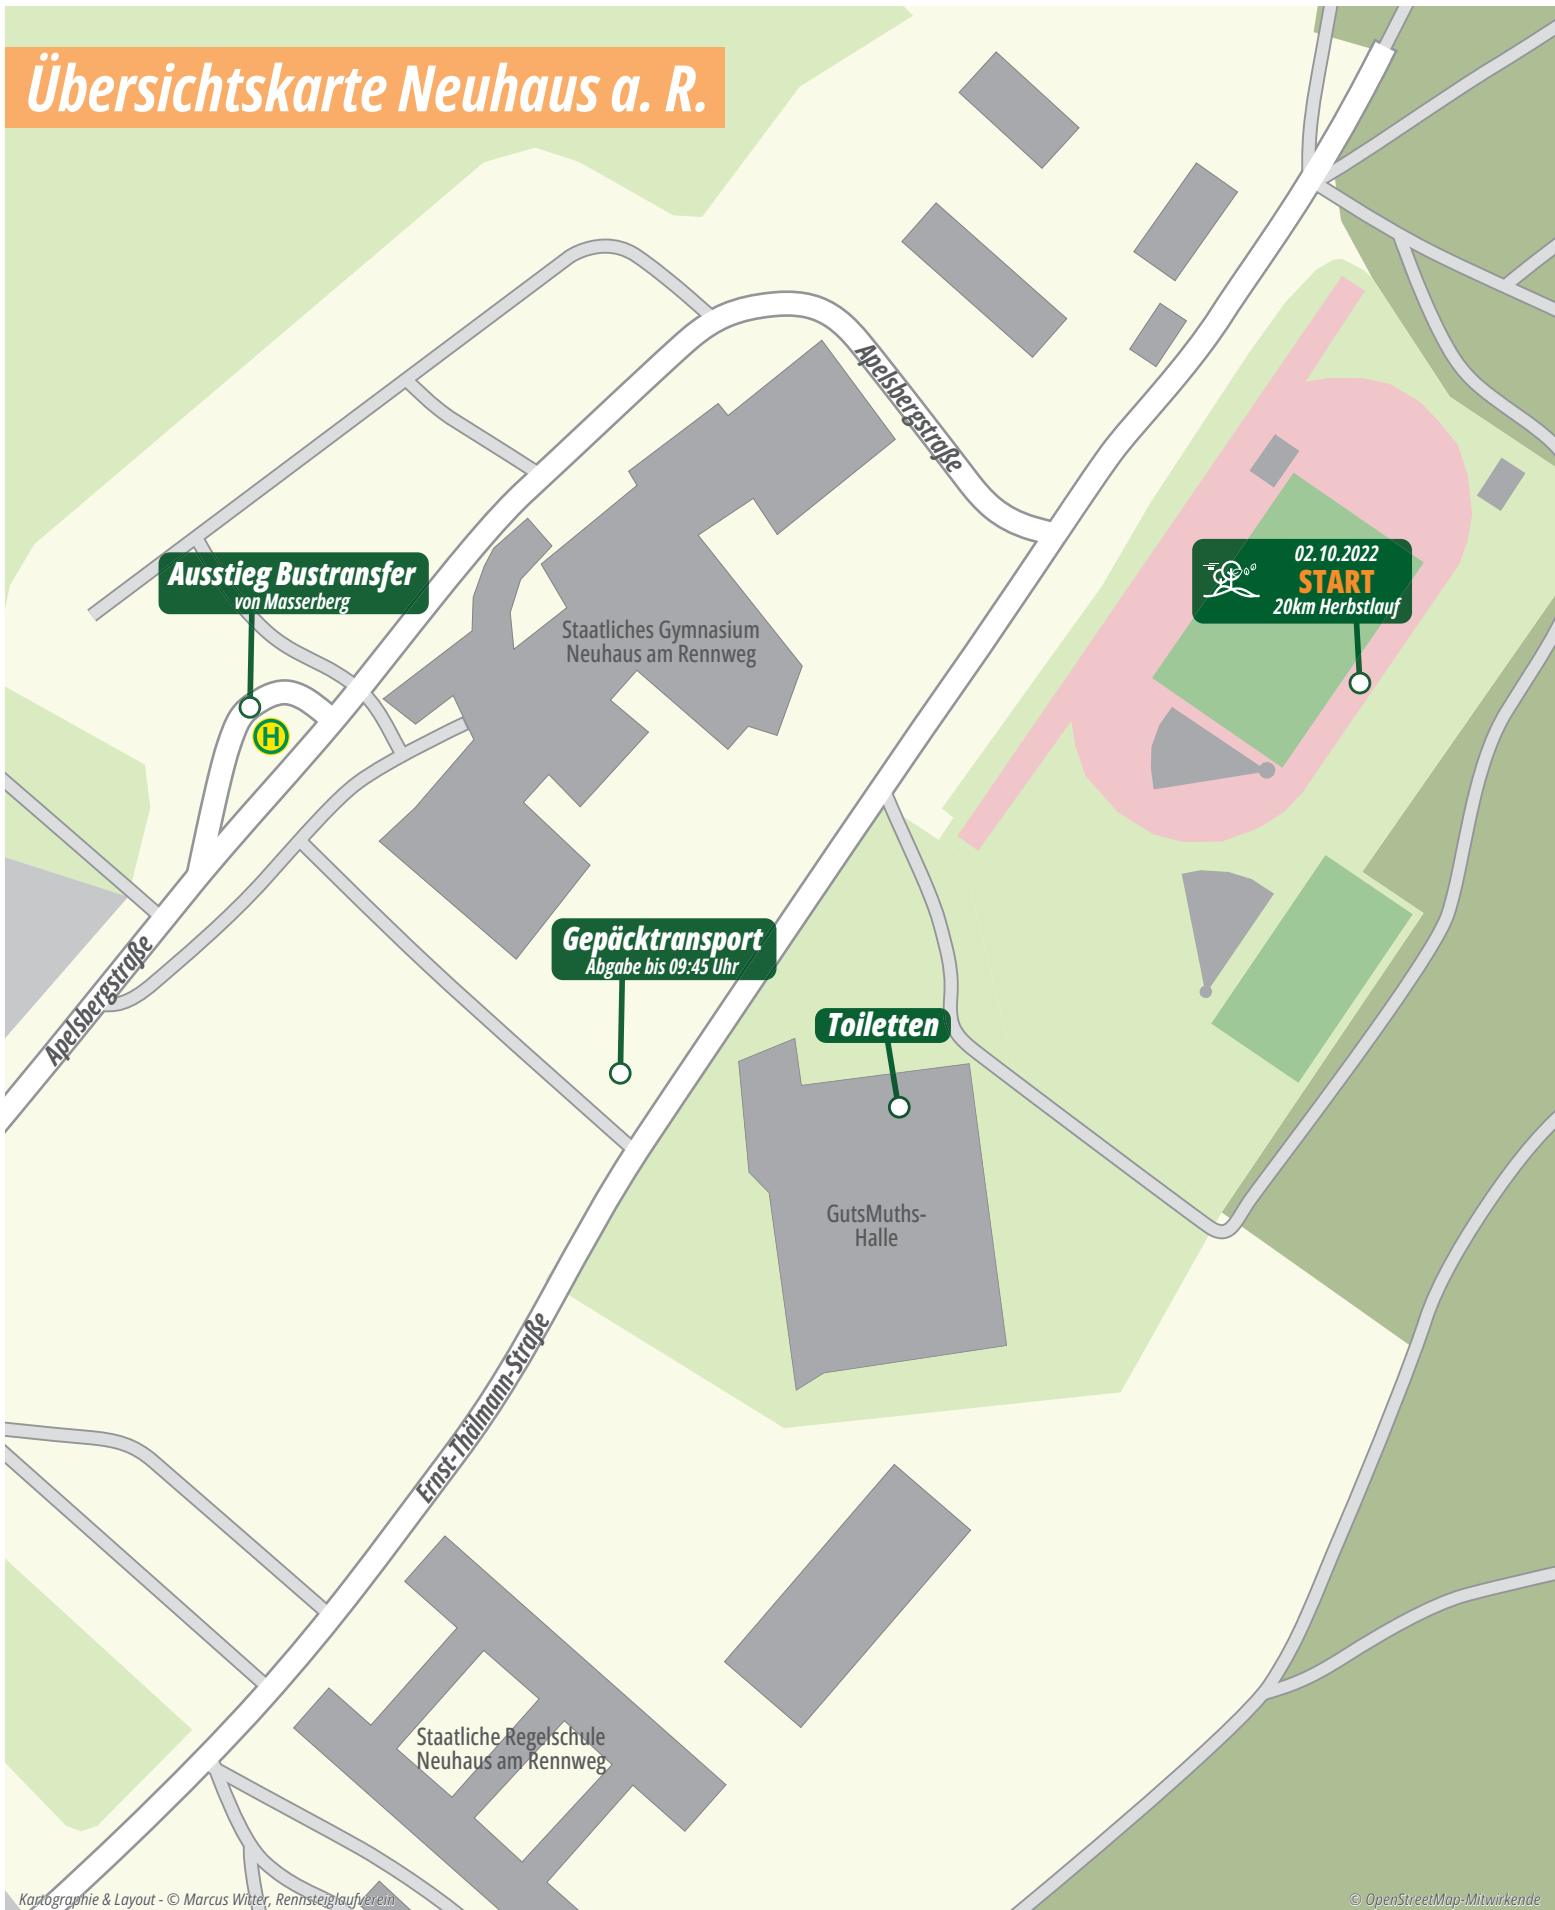 Übersichtskarte Neuhaus a. R.
Apelsbergstraße
Ausstieg Bustransfer
von Masserberg
02.10.2022
START
20km Herbstlauf
Staatliches Gymnasium
Neuhaus am Rennweg
H
Gepäcktransport
Abgabe bis 09:45 Uhr
Apelsbergstraße
Toiletten
GutsMuths-
Halle
Ernst-Thälmann-Straße
Staatliche Regelschule
Neuhaus am Rennweg
Kartographie & Layout - © Marcus Witter, Rennsteiglaufverein
© OpenStreetMap-Mitwirkende